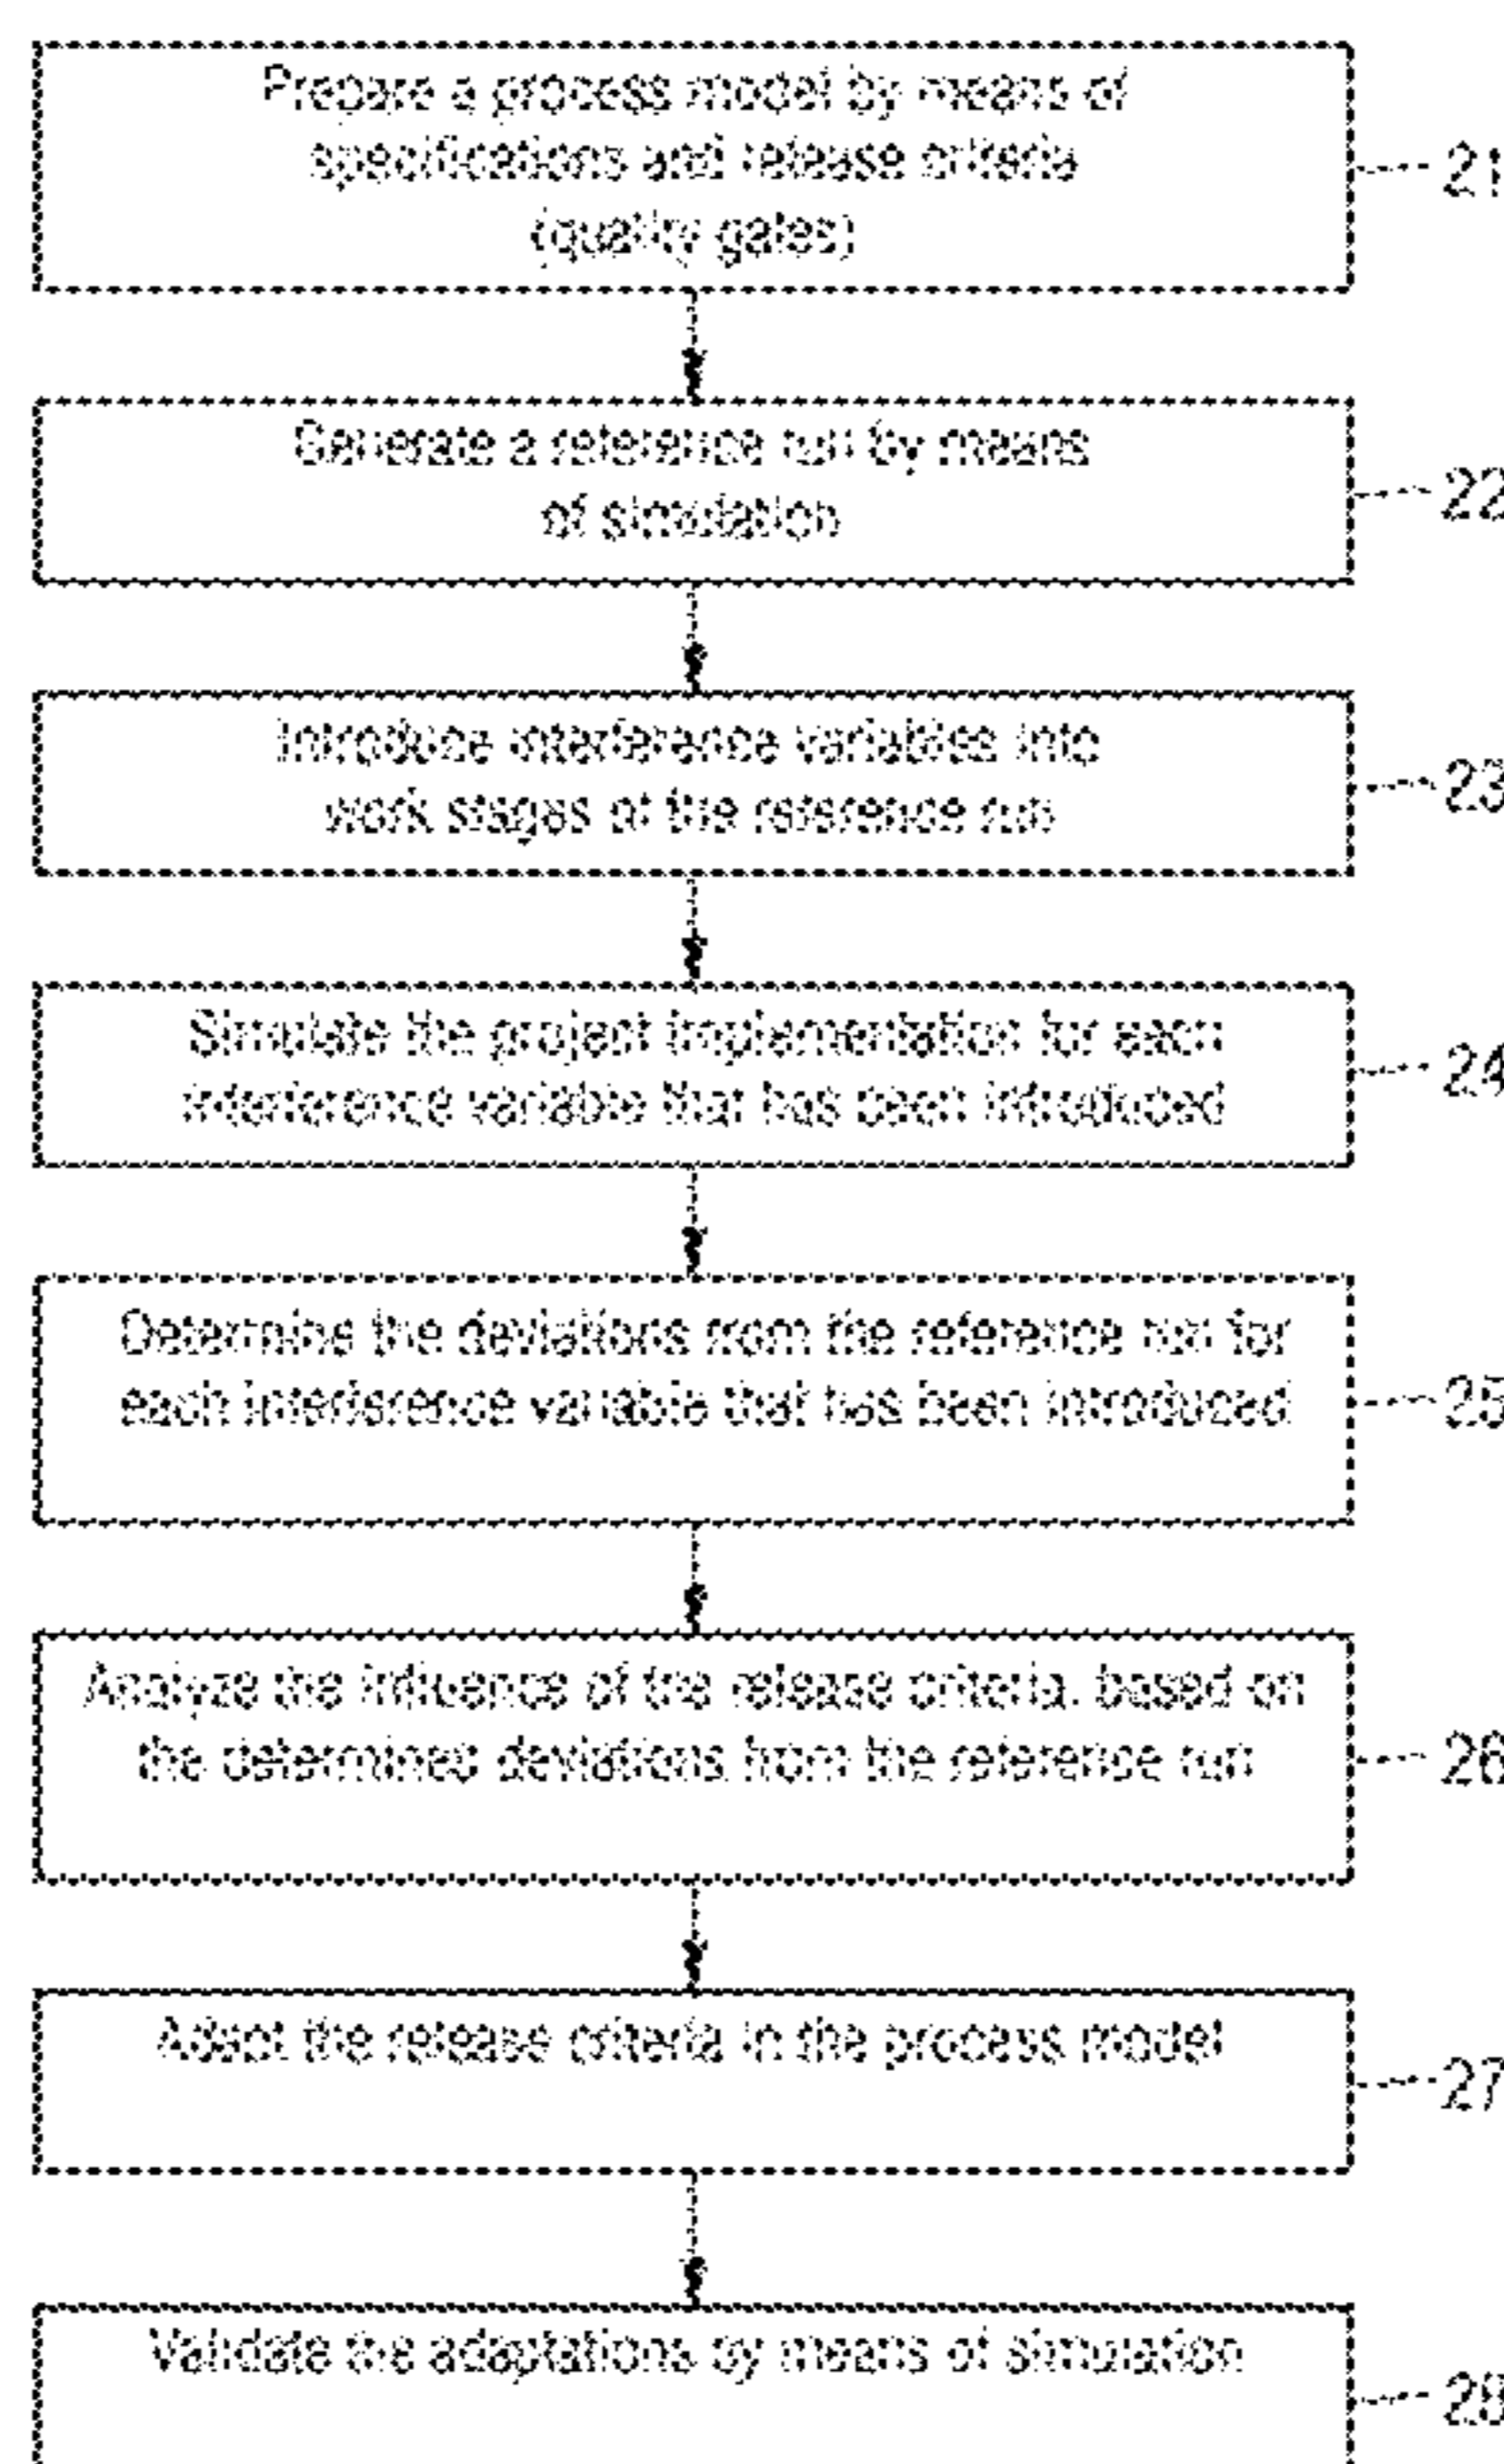 Prepare a process model by means of
specifications and release criteria
(quality gates)
21
Generate a reference run by means
of simulation
22
Introduce interference variables into
work stages of the reference run
23
Simulate the project implementation for each
interference variable that has been introduced
24
Determine the deviations from the reference run for
each interference variable that has been introduced
25
Analyze the influence of the release criteria, based on
the determined deviations from the reference run
26
Adapt the release criteria in the process model
27
Validate the adaptations by means of simulation
28